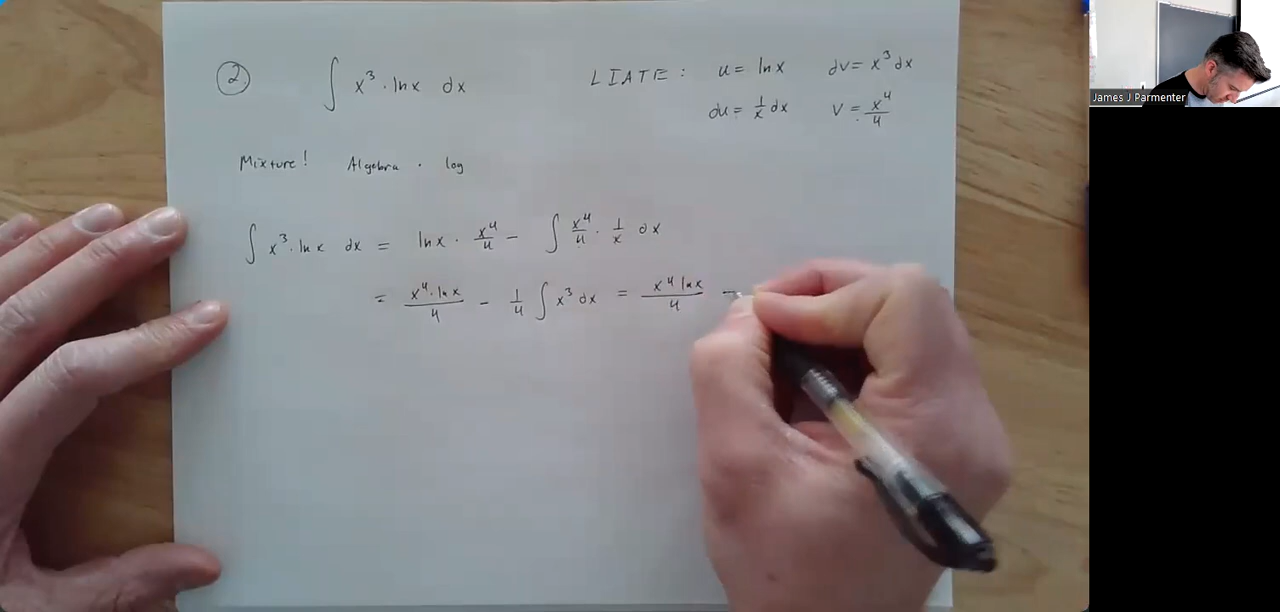 ② ∫ x³ · ln x dx LIATE: u = ln x dv = x³ dx
du = 1/x dx v = x⁴/4
Mixture! Algebra · log
∫ x³ · ln x dx = ln x · x⁴/4 - ∫ x⁴/4 · 1/x dx
= x⁴ · ln x/4 - 1/4 ∫ x³ dx = x⁴ ln x/4 -
James J Parmenter